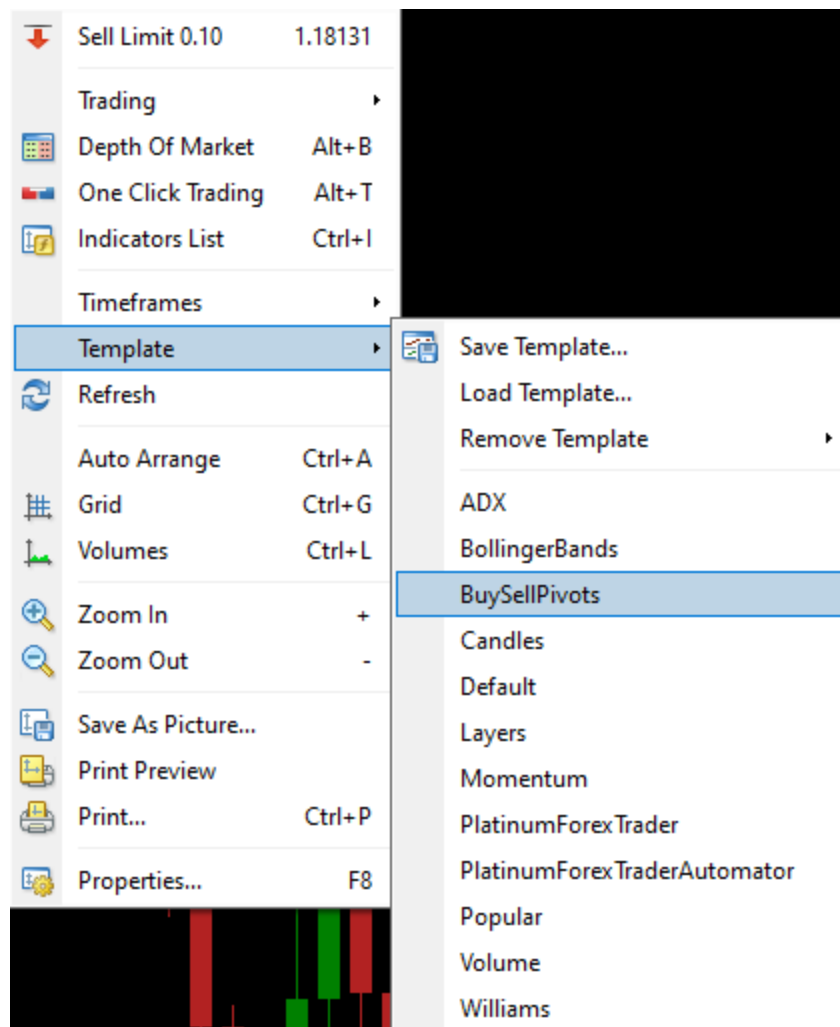 Sell Limit 0.10 1.18131
Trading
Depth Of Market Alt+B
One Click Trading Alt+T
Indicators List Ctrl+I
Timeframes
Template
Refresh
Auto Arrange Ctrl+A
Grid Ctrl+G
Volumes Ctrl+L
Zoom In +
Zoom Out -
Save As Picture...
Print Preview
Print... Ctrl+P
Properties... F8
Save Template...
Load Template...
Remove Template
ADX
BollingerBands
BuySellPivots
Candles
Default
Layers
Momentum
PlatinumForexTrader
PlatinumForexTraderAutomator
Popular
Volume
Williams